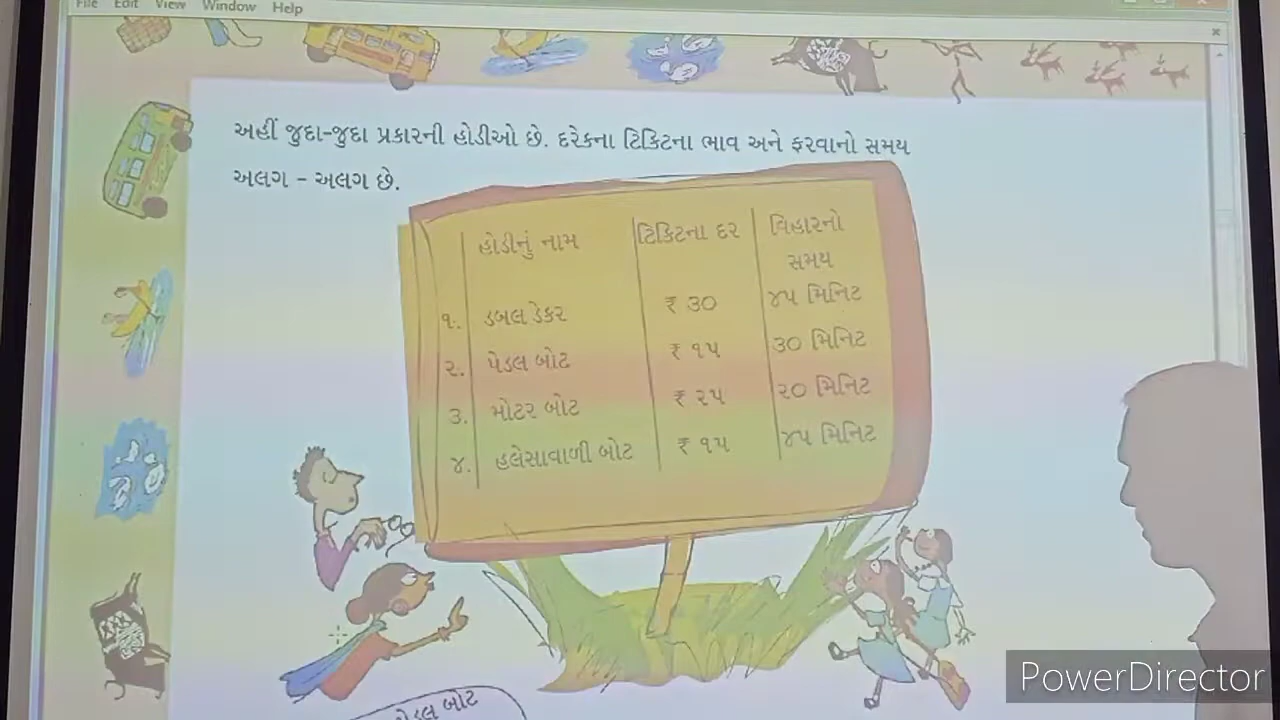 File Edit View Window Help
અહીં જુદા-જુદા પ્રકારની હોડીઓ છે. દરેકના ટિકિટના ભાવ અને ફરવાનો સમય
અલગ - અલગ છે.
હોડીનું નામ ટિકિટના દર વિહારનો
સમય
૧. ડબલ ડેકર ₹ ૩૦ ૪૫ મિનિટ
૨. પેડલ બોટ ₹ ૧૫ ૩૦ મિનિટ
૩. મોટર બોટ ₹ ૨૫ ૨૦ મિનિટ
૪. હલેસાવાળી બોટ ₹ ૧૫ ૪૫ મિનિટ
પેડલ બોટ
PowerDirector